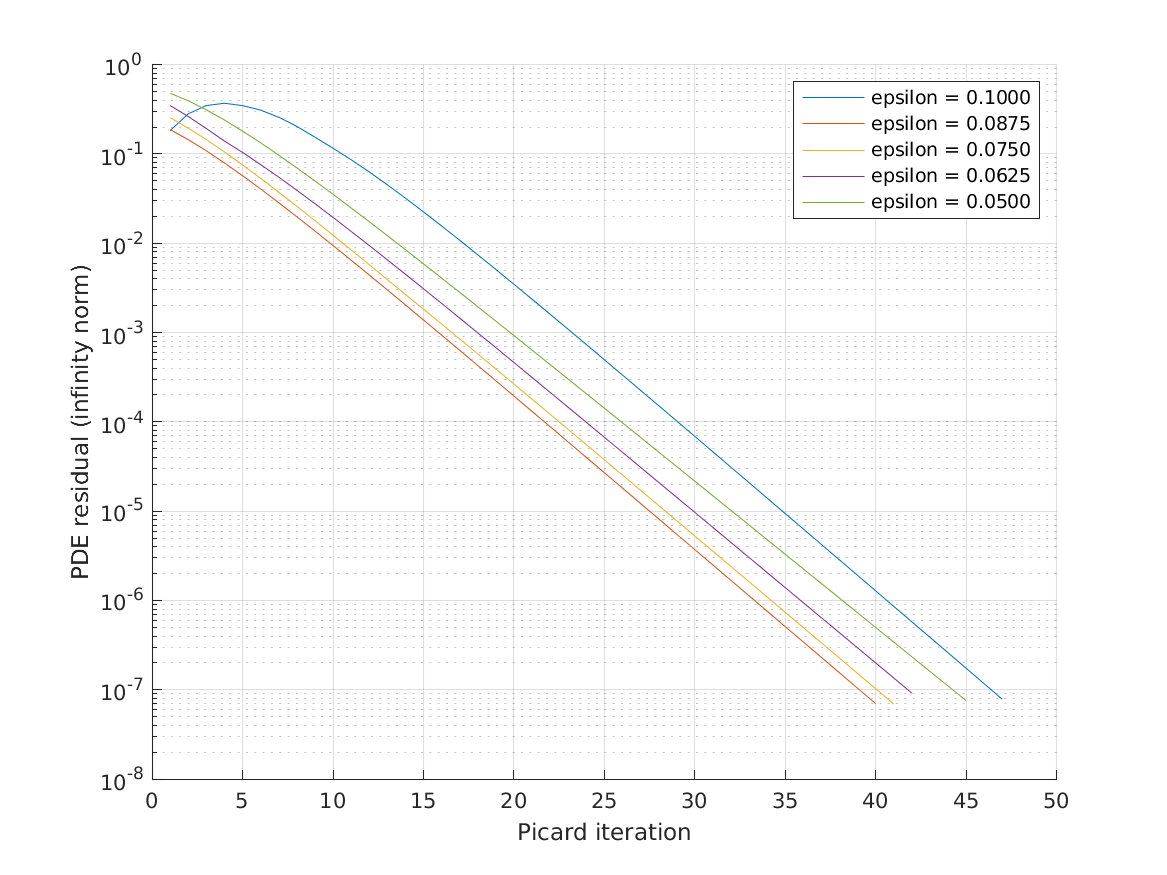 10^0
10^-1
10^-2
10^-3
10^-4
10^-5
10^-6
10^-7
10^-8
PDE residual (infinity norm)
epsilon = 0.1000
epsilon = 0.0875
epsilon = 0.0750
epsilon = 0.0625
epsilon = 0.0500
0 5 10 15 20 25 30 35 40 45 50
Picard iteration